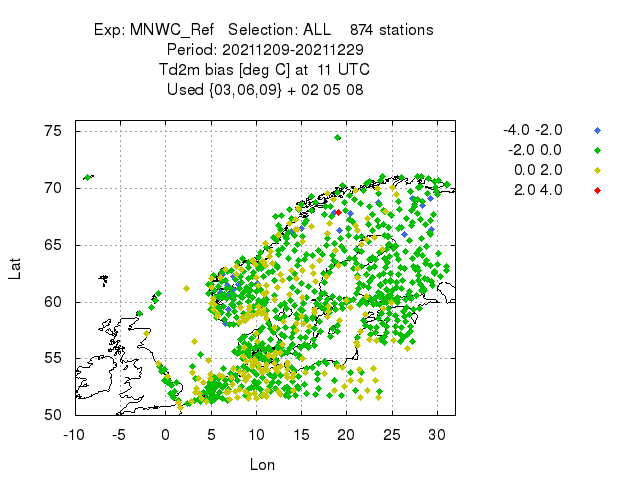 Exp: MNWC_Ref   Selection: ALL    874 stations
Period: 20211209-20211229
Td2m bias [deg C] at  11 UTC
Used {03,06,09} + 02 05 08
-4.0 -2.0
-2.0 0.0
0.0 2.0
2.0 4.0
75
70
65
60
55
50
Lat
-10 -5 0 5 10 15 20 25 30
Lon